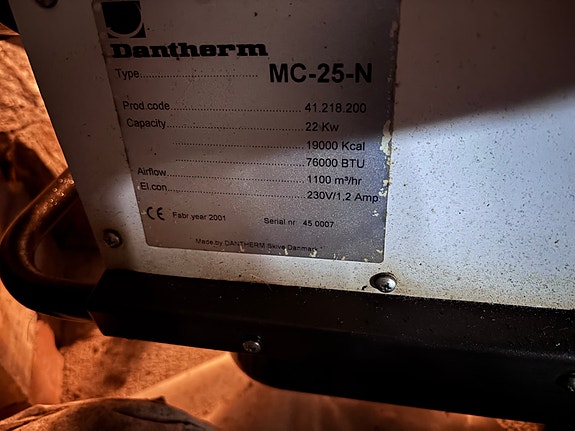 Dantherm
Type MC-25-N
Prod.code 41.218.200
Capacity 22 Kw
19000 Kcal
76000 BTU
Airflow 1100 m³/hr
El.con 230V/1,2 Amp
CE Fabr year 2001 Serial nr 45 0007
Made by DANTHERM Skive Danmark